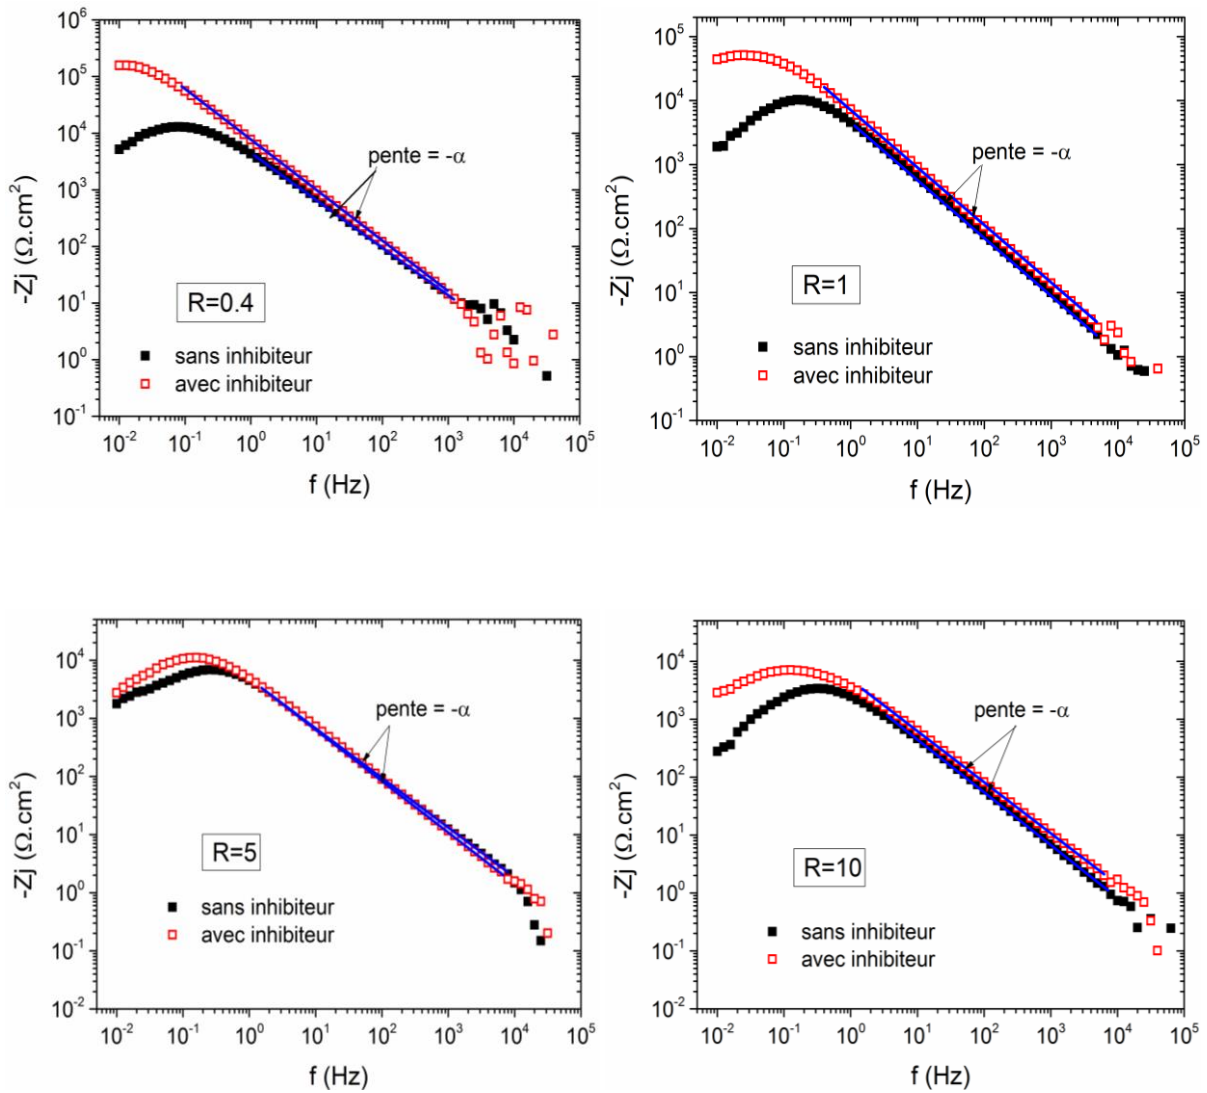 10^6
10^5
10^4
10^3
10^2
10^1
10^0
10^-1
-Zj (Ω.cm^2)
pente = -α
R=0.4
sans inhibiteur
avec inhibiteur
10^-2 10^-1 10^0 10^1 10^2 10^3 10^4 10^5
f (Hz)
10^5
10^4
10^3
10^2
10^1
10^0
10^-1
-Zj (Ω.cm^2)
pente = -α
R=1
sans inhibiteur
avec inhibiteur
10^-2 10^-1 10^0 10^1 10^2 10^3 10^4 10^5
f (Hz)
10^4
10^3
10^2
10^1
10^0
10^-1
10^-2
-Zj (Ω.cm^2)
pente = -α
R=5
sans inhibiteur
avec inhibiteur
10^-2 10^-1 10^0 10^1 10^2 10^3 10^4 10^5
f (Hz)
10^4
10^3
10^2
10^1
10^0
10^-1
10^-2
-Zj (Ω.cm^2)
pente = -α
R=10
sans inhibiteur
avec inhibiteur
10^-2 10^-1 10^0 10^1 10^2 10^3 10^4 10^5
f (Hz)